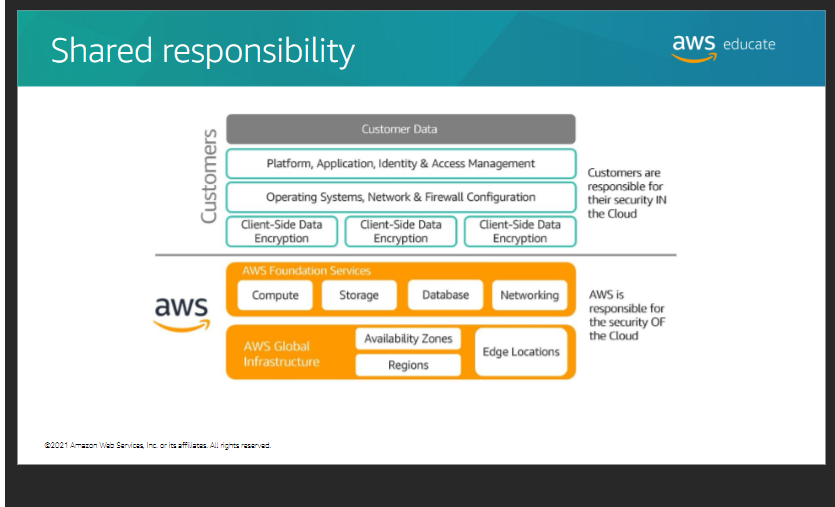 Shared responsibility
aws educate
Customers
Customer Data
Platform, Application, Identity & Access Management
Operating Systems, Network & Firewall Configuration
Client-Side Data
Encryption
Client-Side Data
Encryption
Client-Side Data
Encryption
Customers are
responsible for
their security IN
the Cloud
aws
AWS Foundation Services
Compute
Storage
Database
Networking
AWS Global
Infrastructure
Availability Zones
Regions
Edge Locations
AWS is
responsible for
the security OF
the Cloud
©2021 Amazon Web Services, Inc. or its affiliates. All rights reserved.